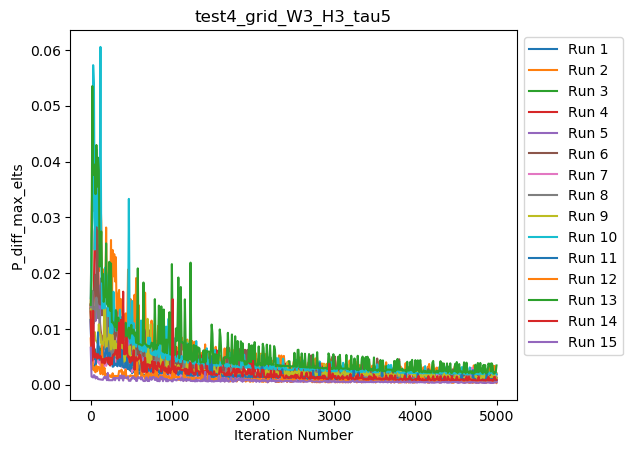 test4_grid_W3_H3_tau5
P_diff_max_elts
0.06
0.05
0.04
0.03
0.02
0.01
0.00
0
1000
2000
3000
4000
5000
Iteration Number
Run 1
Run 2
Run 3
Run 4
Run 5
Run 6
Run 7
Run 8
Run 9
Run 10
Run 11
Run 12
Run 13
Run 14
Run 15